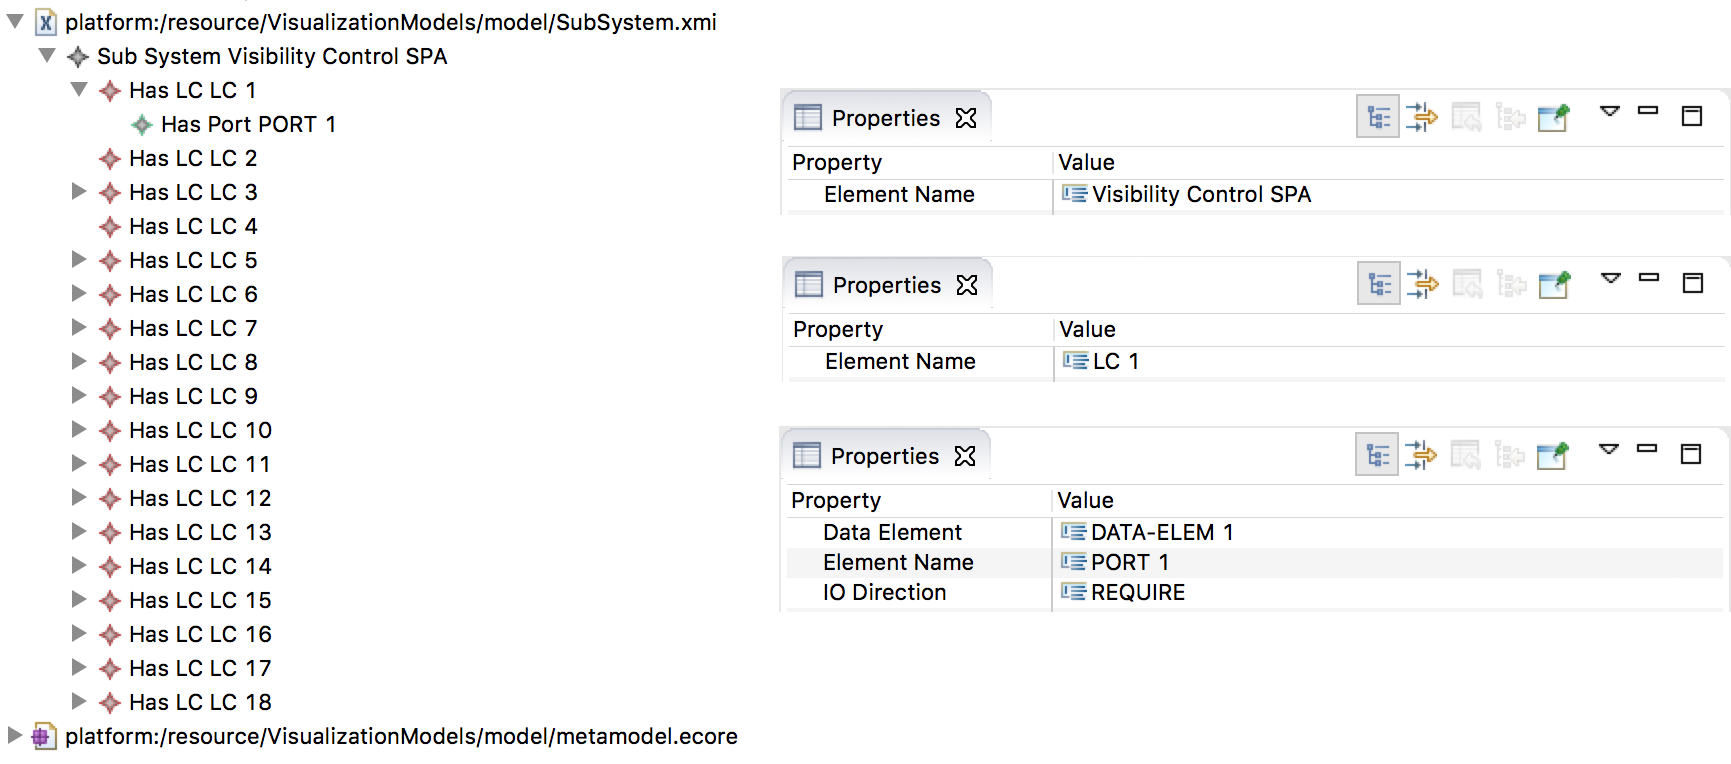 platform:/resource/VisualizationModels/model/SubSystem.xmi
Sub System Visibility Control SPA
Has LC LC 1
Has Port PORT 1
Has LC LC 2
Has LC LC 3
Has LC LC 4
Has LC LC 5
Has LC LC 6
Has LC LC 7
Has LC LC 8
Has LC LC 9
Has LC LC 10
Has LC LC 11
Has LC LC 12
Has LC LC 13
Has LC LC 14
Has LC LC 15
Has LC LC 16
Has LC LC 17
Has LC LC 18
platform:/resource/VisualizationModels/model/metamodel.ecore
Properties
Property Value
Element Name Visibility Control SPA
Properties
Property Value
Element Name LC 1
Properties
Property Value
Data Element DATA-ELEM 1
Element Name PORT 1
IO Direction REQUIRE